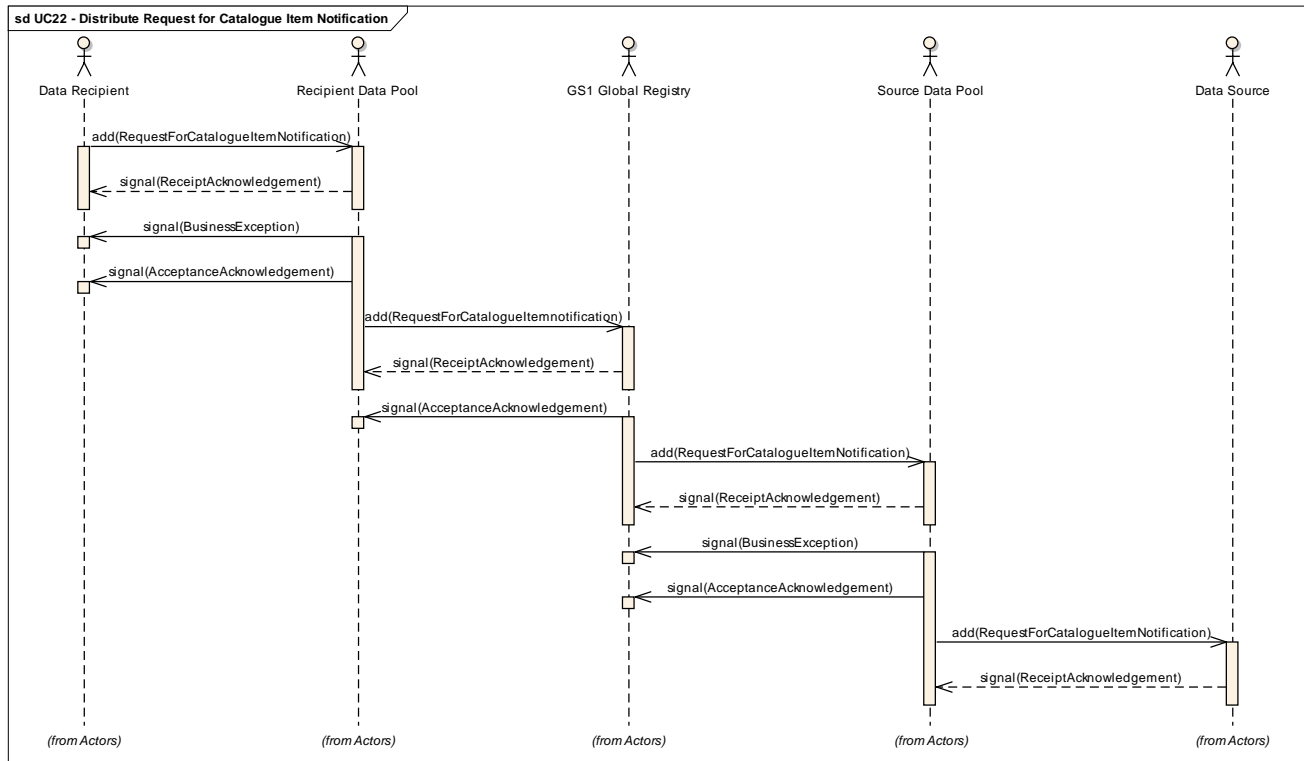 sd UC22 - Distribute Request for Catalogue Item Notification
Data Recipient
Recipient Data Pool
GS1 Global Registry
Source Data Pool
Data Source
add(RequestForCatalogueItemNotification)
signal(ReceiptAcknowledgement)
signal(BusinessException)
signal(AcceptanceAcknowledgement)
add(RequestForCatalogueItemnotification)
signal(ReceiptAcknowledgement)
signal(AcceptanceAcknowledgement)
add(RequestForCatalogueItemNotification)
signal(ReceiptAcknowledgement)
signal(BusinessException)
signal(AcceptanceAcknowledgement)
add(RequestForCatalogueItemNotification)
signal(ReceiptAcknowledgement)
(from Actors)
(from Actors)
(from Actors)
(from Actors)
(from Actors)